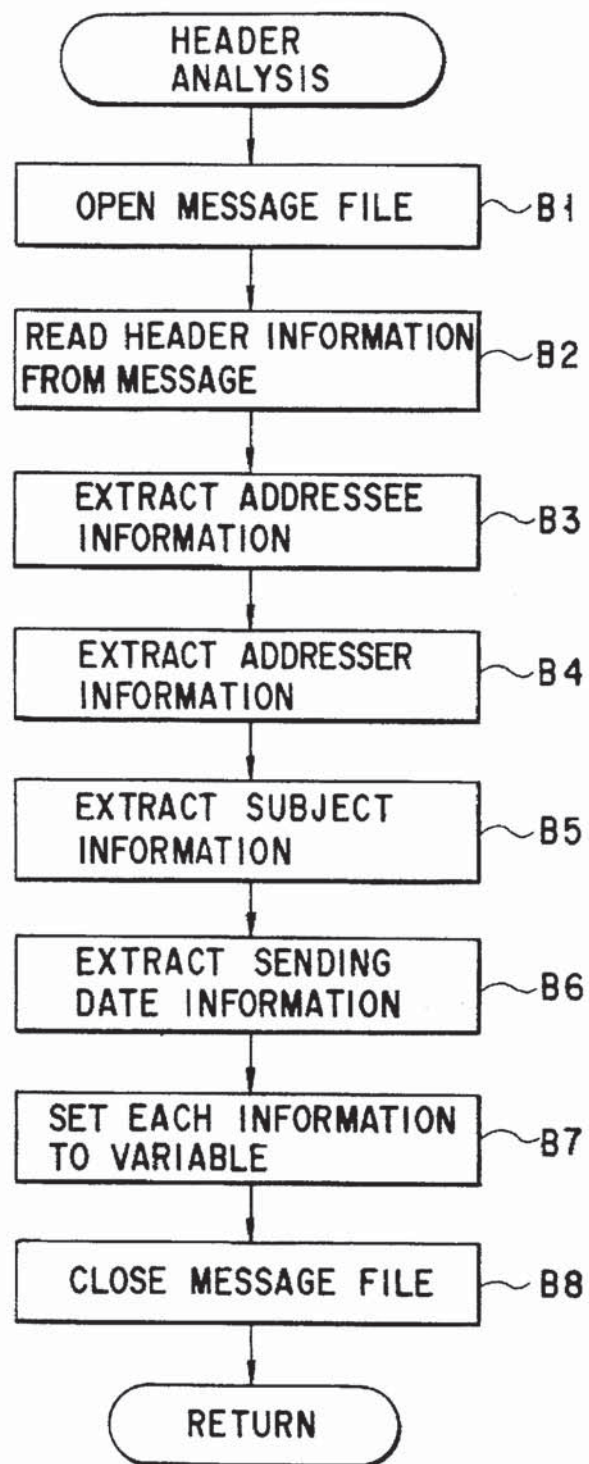 HEADER
ANALYSIS
OPEN MESSAGE FILE
B1
READ HEADER INFORMATION
FROM MESSAGE
B2
EXTRACT ADDRESSEE
INFORMATION
B3
EXTRACT ADDRESSER
INFORMATION
B4
EXTRACT SUBJECT
INFORMATION
B5
EXTRACT SENDING
DATE INFORMATION
B6
SET EACH INFORMATION
TO VARIABLE
B7
CLOSE MESSAGE FILE
B8
RETURN